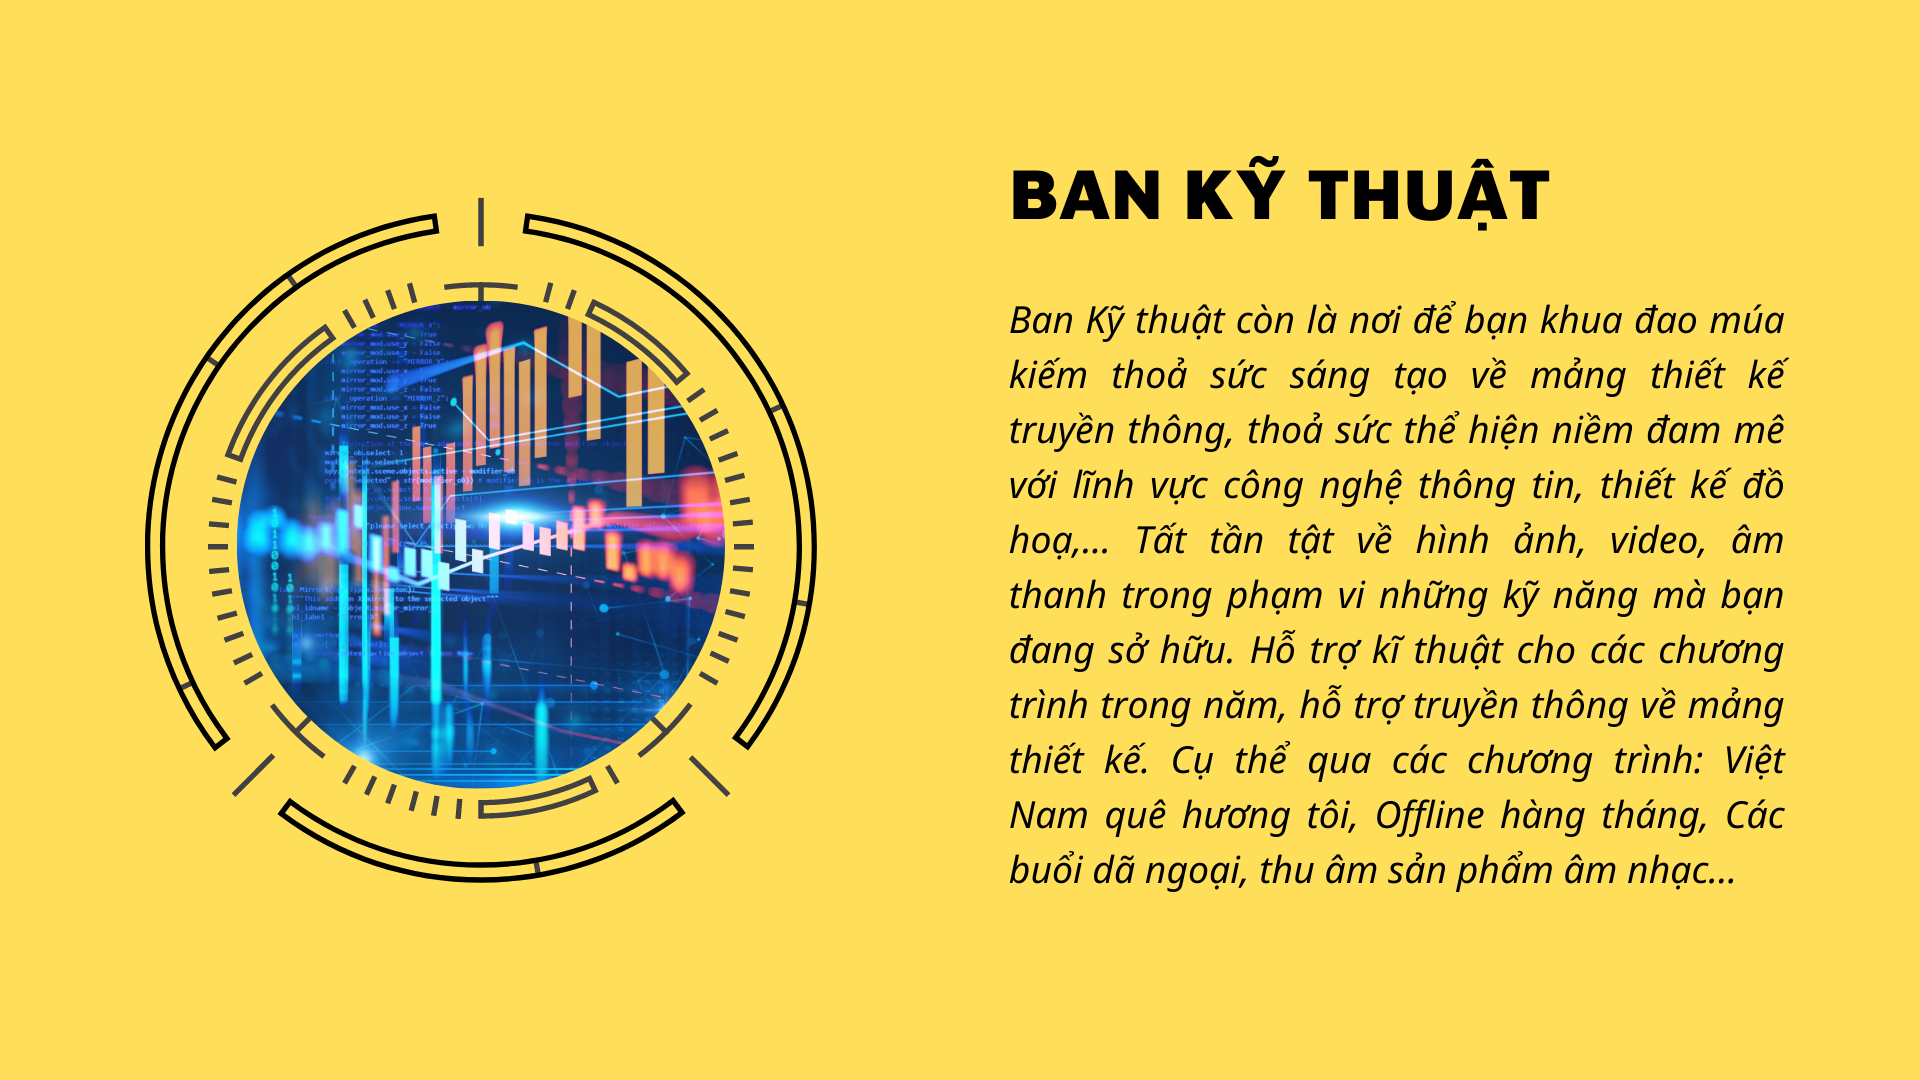 BAN KỸ THUẬT
Ban Kỹ thuật còn là nơi để bạn khua đao múa
kiếm thoả sức sáng tạo về mảng thiết kế
truyền thông, thoả sức thể hiện niềm đam mê
với lĩnh vực công nghệ thông tin, thiết kế đồ
hoạ,... Tất tần tật về hình ảnh, video, âm
thanh trong phạm vi những kỹ năng mà bạn
đang sở hữu. Hỗ trợ kĩ thuật cho các chương
trình trong năm, hỗ trợ truyền thông về mảng
thiết kế. Cụ thể qua các chương trình: Việt
Nam quê hương tôi, Offline hàng tháng, Các
buổi dã ngoại, thu âm sản phẩm âm nhạc...